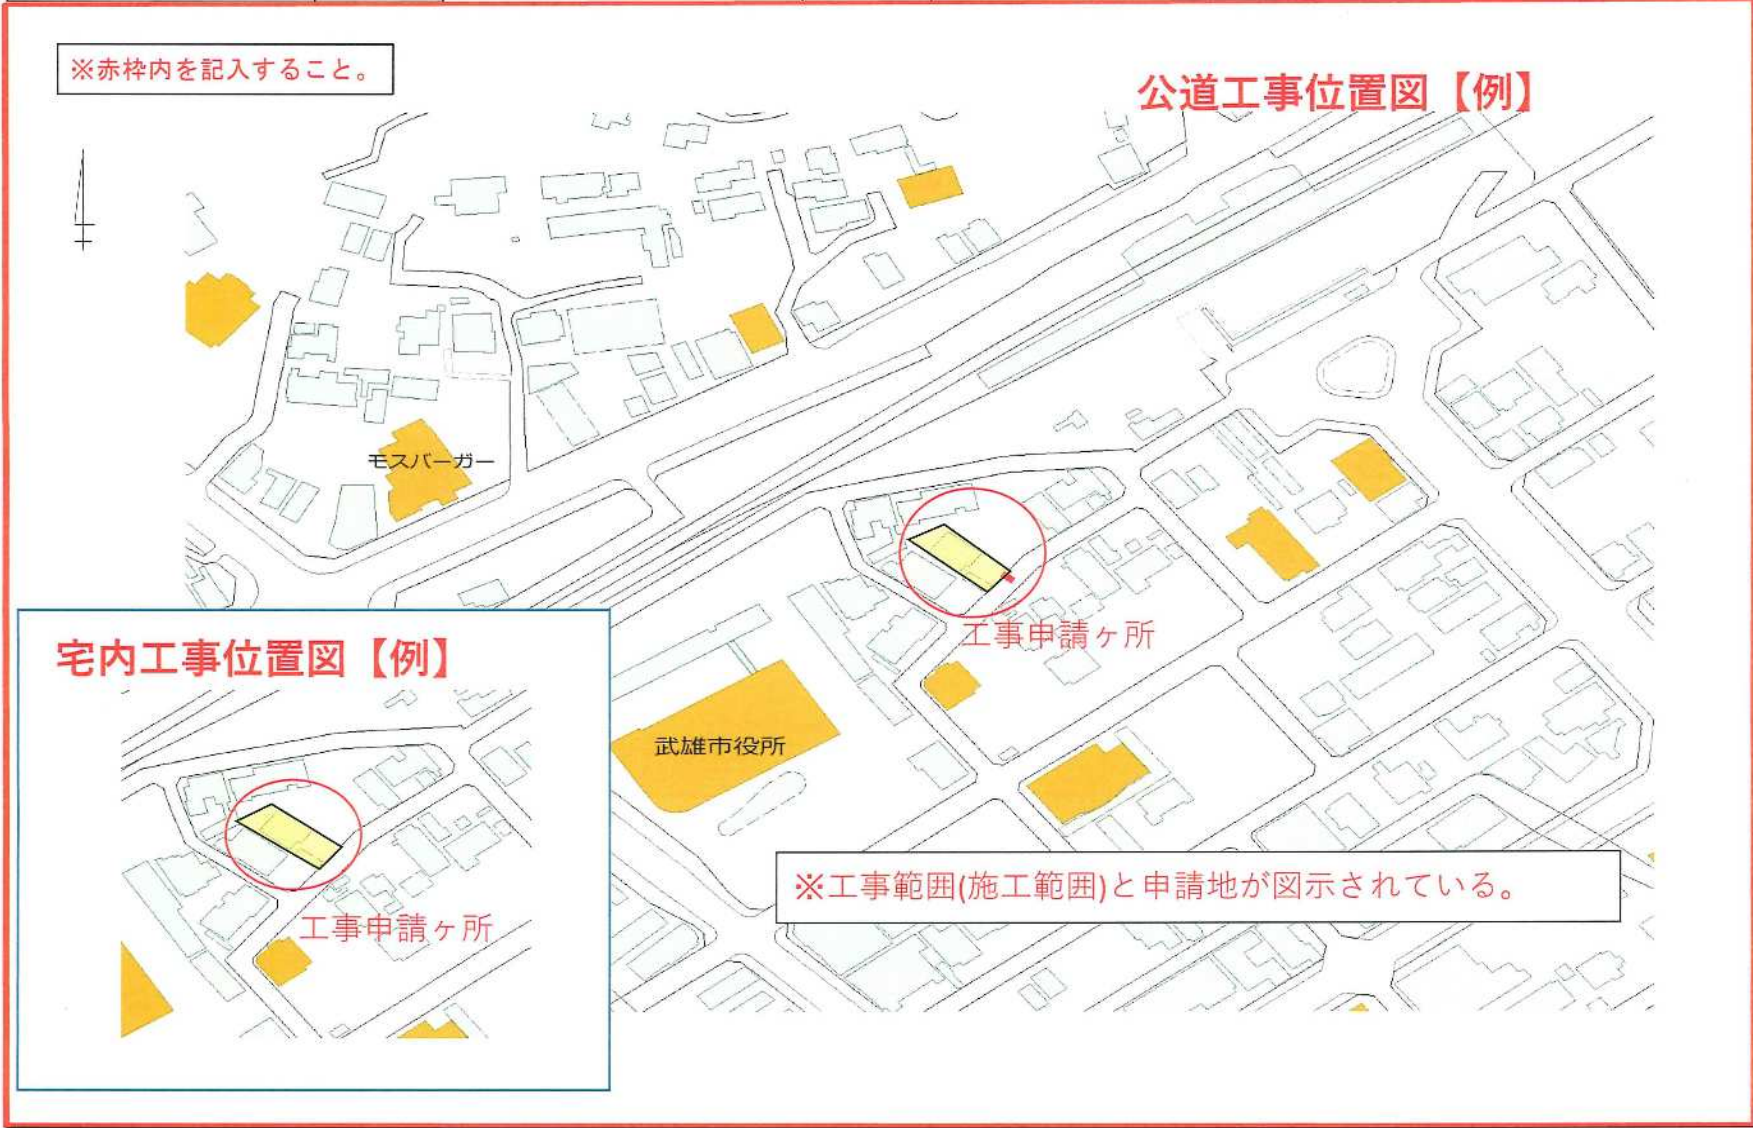 ※赤枠内を記入すること。
公道工事位置図【例】
モスバーガー
工事申請ヶ所
宅内工事位置図【例】
武雄市役所
※工事範囲(施工範囲)と申請地が図示されている。
工事申請ヶ所